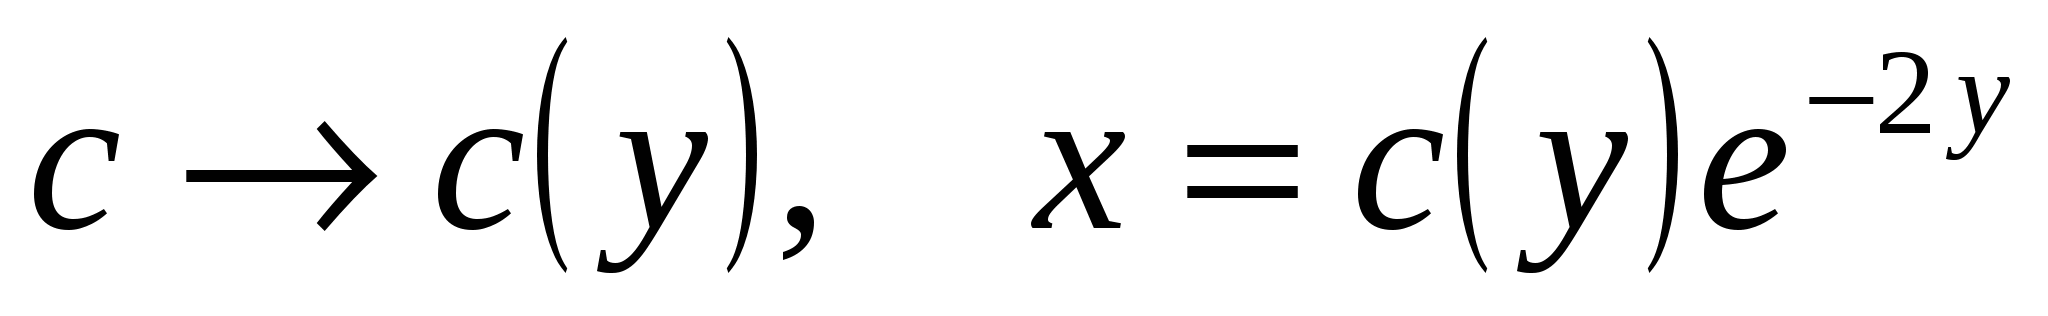 c → c(y), x = c(y)e^{−2y}